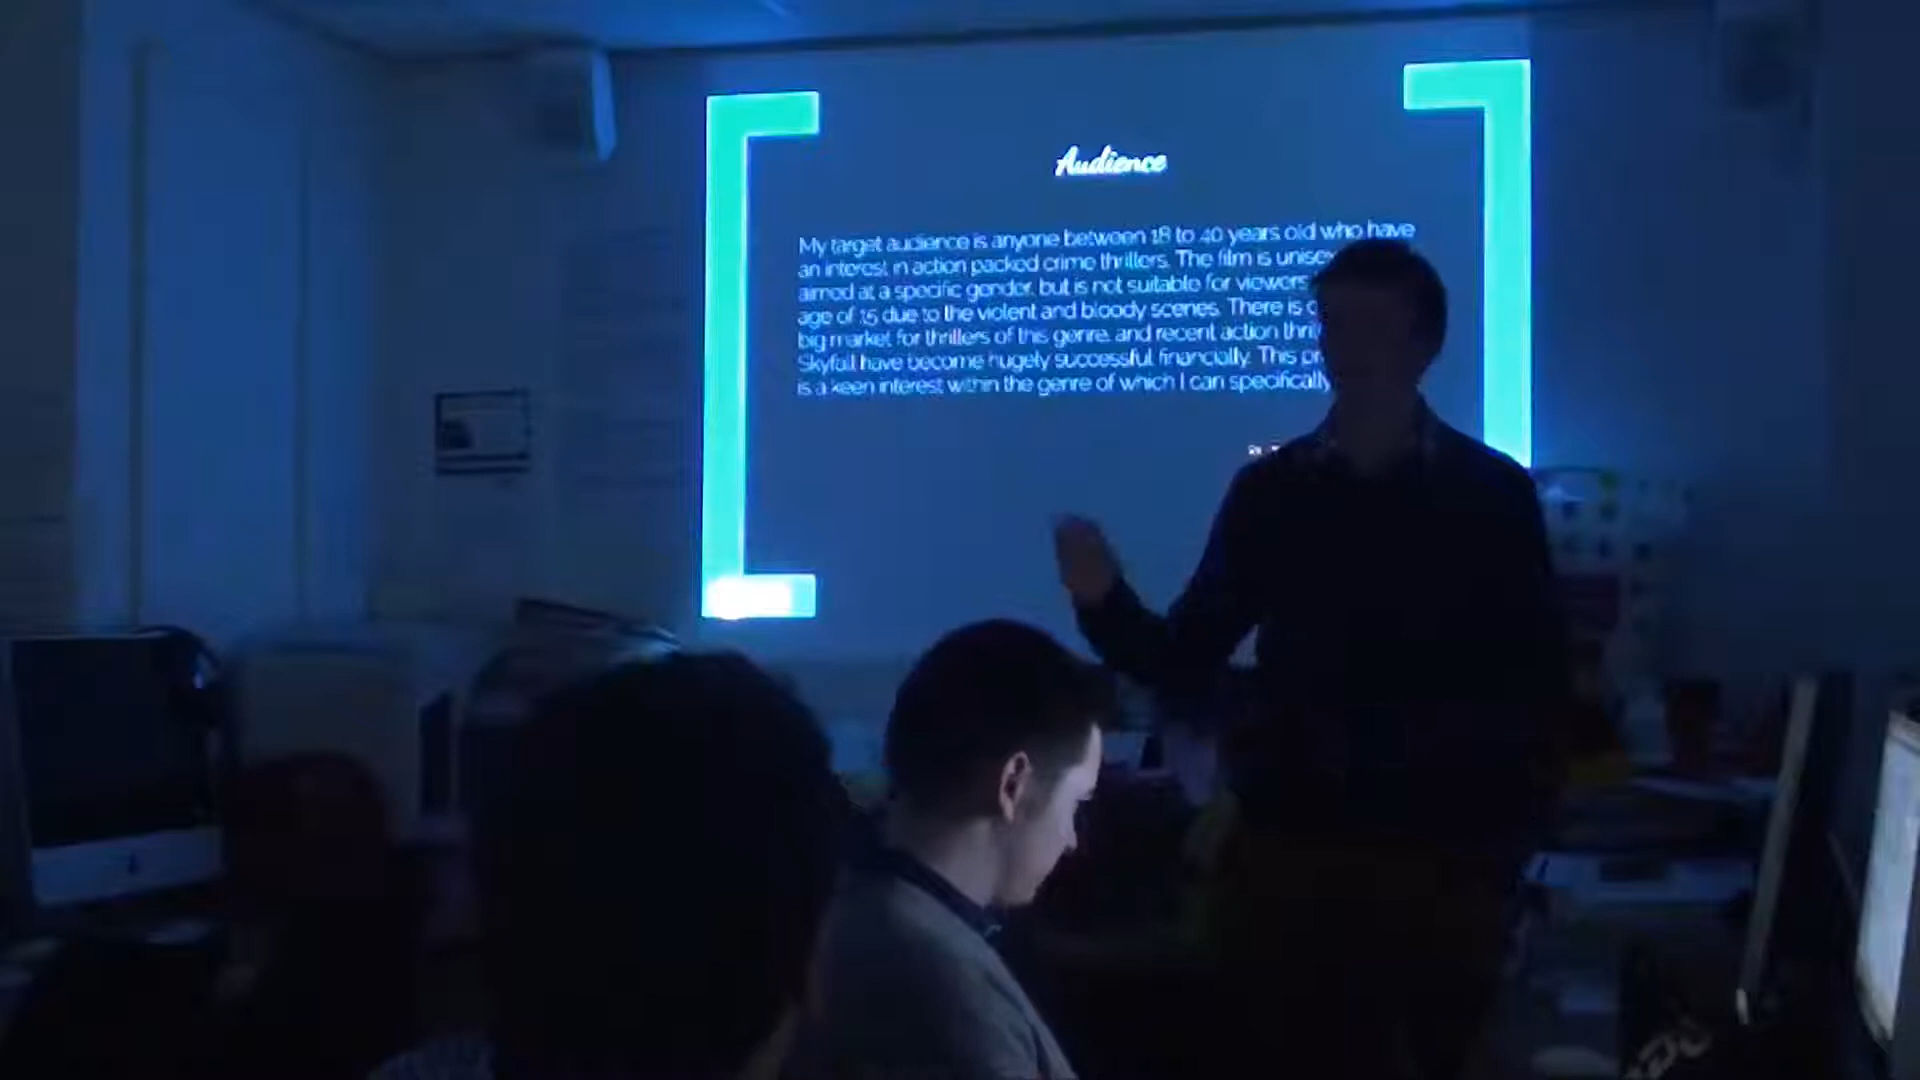 Audience
My target audience is anyone between 18 to 40 years old who have
an interest in action packed crime thrillers. The film is unisex
aimed at a specific gender, but is not suitable for viewers
age of 15 due to the violent and bloody scenes. There is
big market for thrillers of this genre, and recent action
Skyfall have become hugely successful financially. This
is a keen interest within the genre of which I can specifically